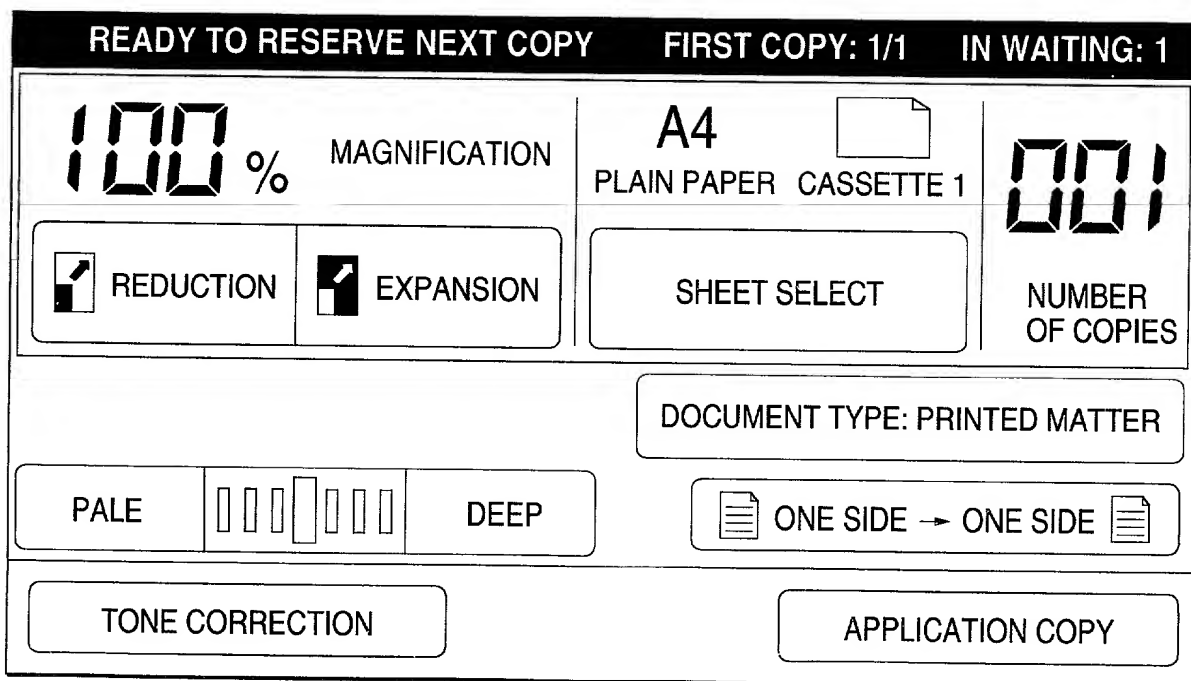 READY TO RESERVE NEXT COPY FIRST COPY: 1/1 IN WAITING: 1
100 % MAGNIFICATION
A4
PLAIN PAPER CASSETTE 1
001
REDUCTION EXPANSION
SHEET SELECT
NUMBER
OF COPIES
DOCUMENT TYPE: PRINTED MATTER
PALE DEEP
ONE SIDE → ONE SIDE
TONE CORRECTION
APPLICATION COPY